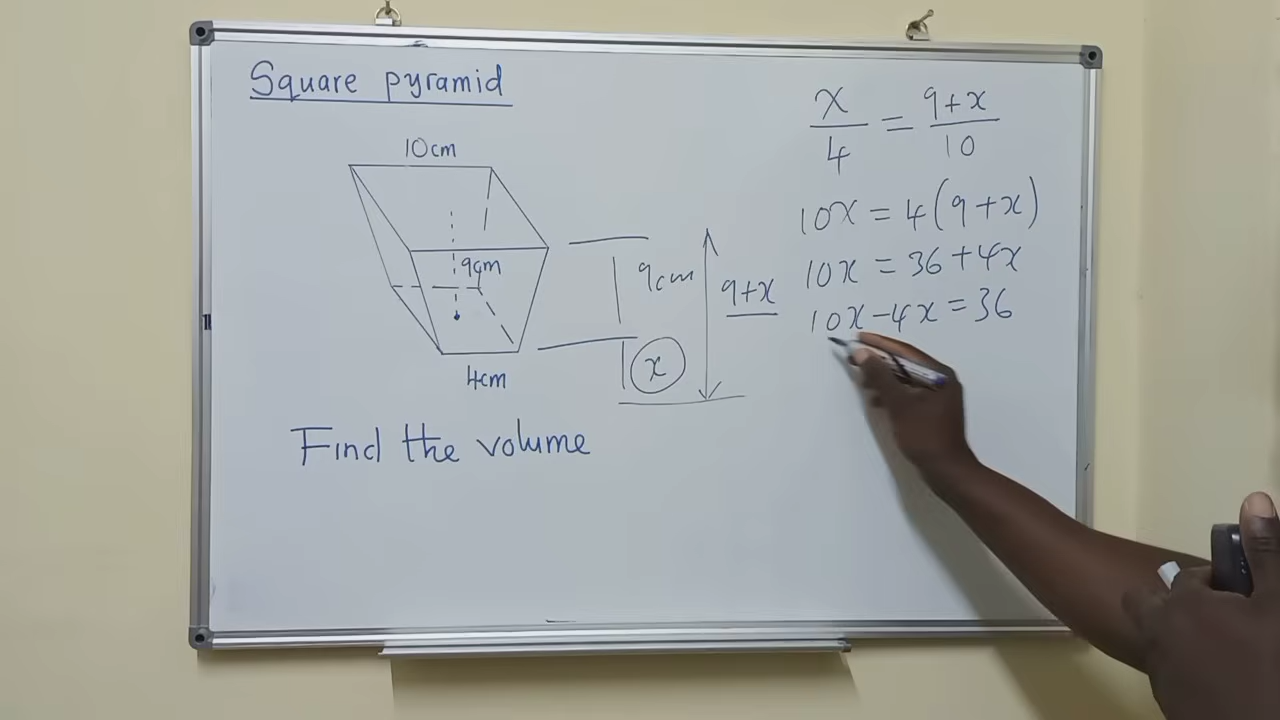 Square pyramid
10cm
9cm
4cm
9cm
x
9+x
Find the volume
x/4 = 9+x/10
10x = 4(9+x)
10x = 36+4x
10x-4x = 36